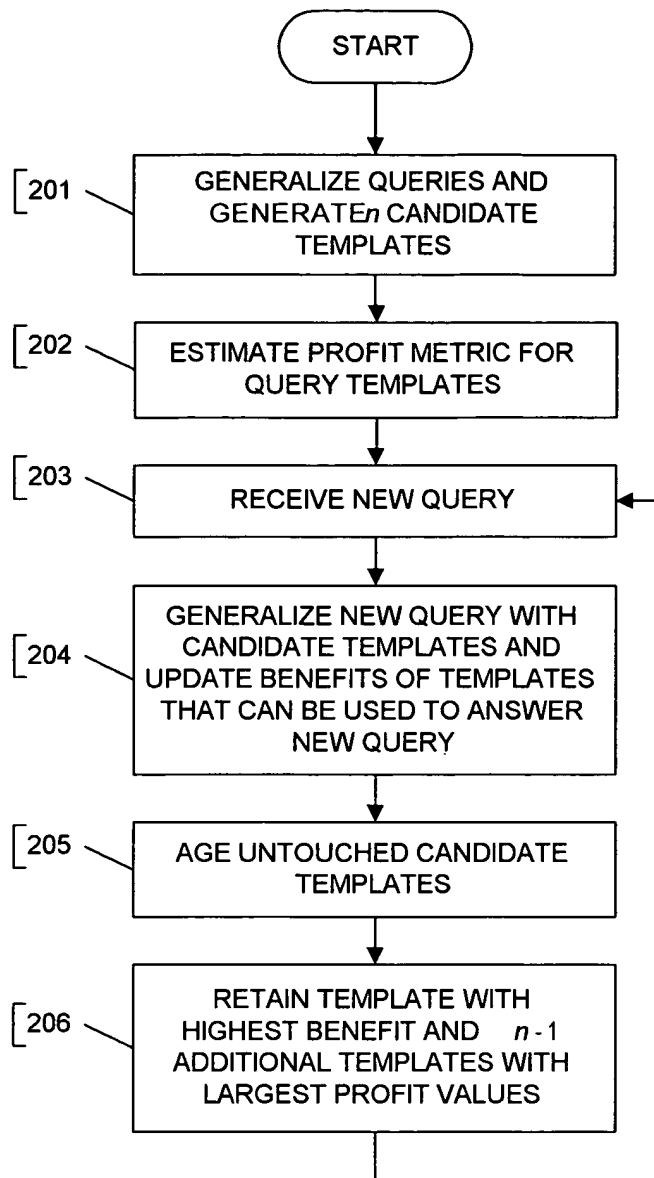 START
201
GENERALIZE QUERIES AND
GENERATE n CANDIDATE
TEMPLATES
202
ESTIMATE PROFIT METRIC FOR
QUERY TEMPLATES
203
RECEIVE NEW QUERY
204
GENERALIZE NEW QUERY WITH
CANDIDATE TEMPLATES AND
UPDATE BENEFITS OF TEMPLATES
THAT CAN BE USED TO ANSWER
NEW QUERY
205
AGE UNTOUCHED CANDIDATE
TEMPLATES
206
RETAIN TEMPLATE WITH
HIGHEST BENEFIT AND n-1
ADDITIONAL TEMPLATES WITH
LARGEST PROFIT VALUES